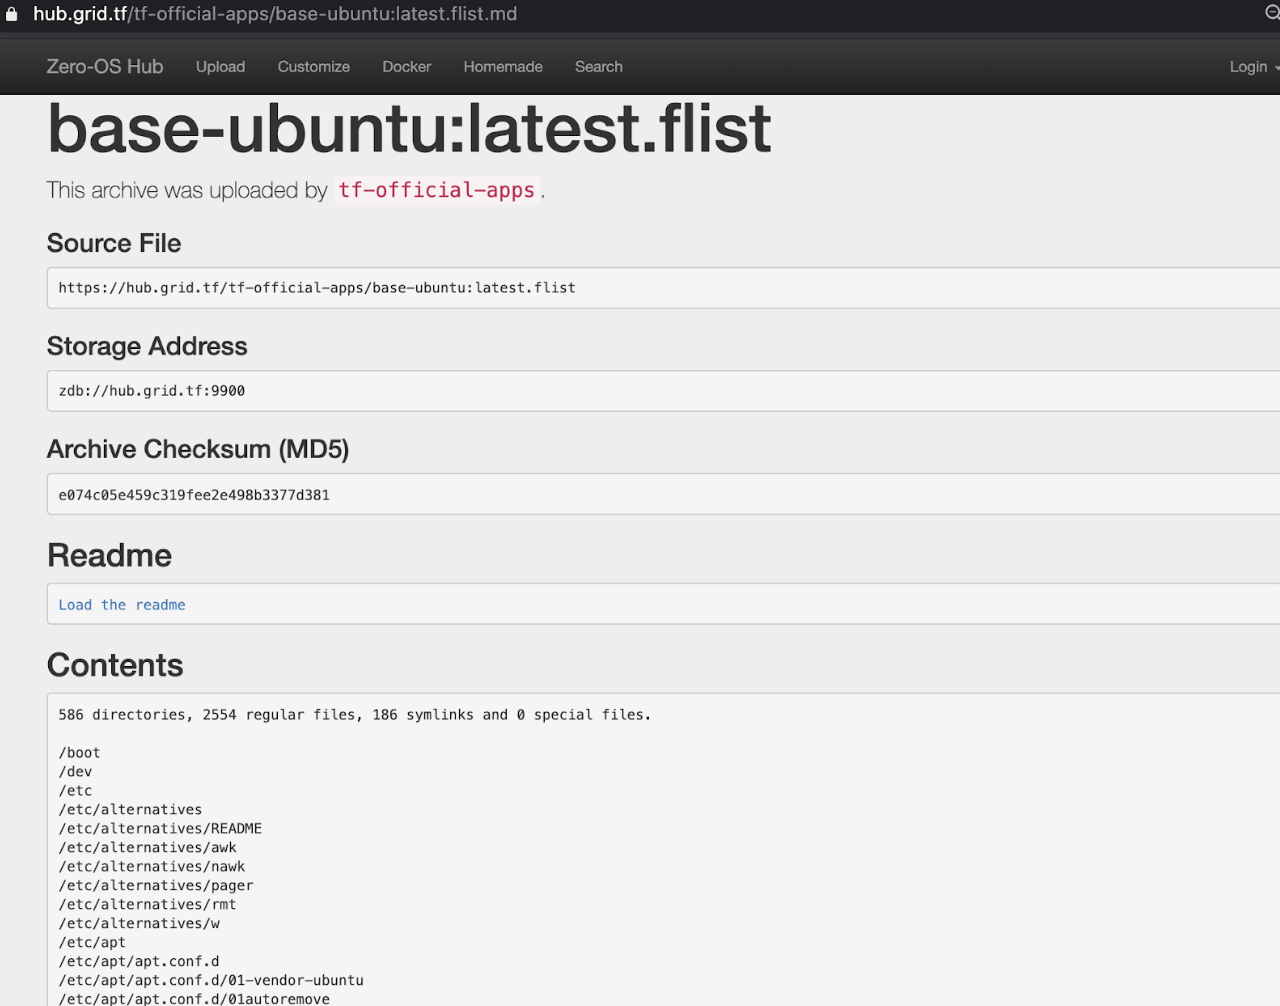 hub.grid.tf/tf-official-apps/base-ubuntu:latest.flist.md
Zero-OS Hub Upload Customize Docker Homemade Search Login
base-ubuntu:latest.flist
This archive was uploaded by tf-official-apps.
Source File
https://hub.grid.tf/tf-official-apps/base-ubuntu:latest.flist
Storage Address
zdb://hub.grid.tf:9900
Archive Checksum (MD5)
e074c05e459c319fee2e498b3377d381
Readme
Load the readme
Contents
586 directories, 2554 regular files, 186 symlinks and 0 special files.
/boot
/dev
/etc
/etc/alternatives
/etc/alternatives/README
/etc/alternatives/awk
/etc/alternatives/nawk
/etc/alternatives/pager
/etc/alternatives/rmt
/etc/alternatives/w
/etc/apt
/etc/apt/apt.conf.d
/etc/apt/apt.conf.d/01-vendor-ubuntu
/etc/apt/apt.conf.d/01autoremove